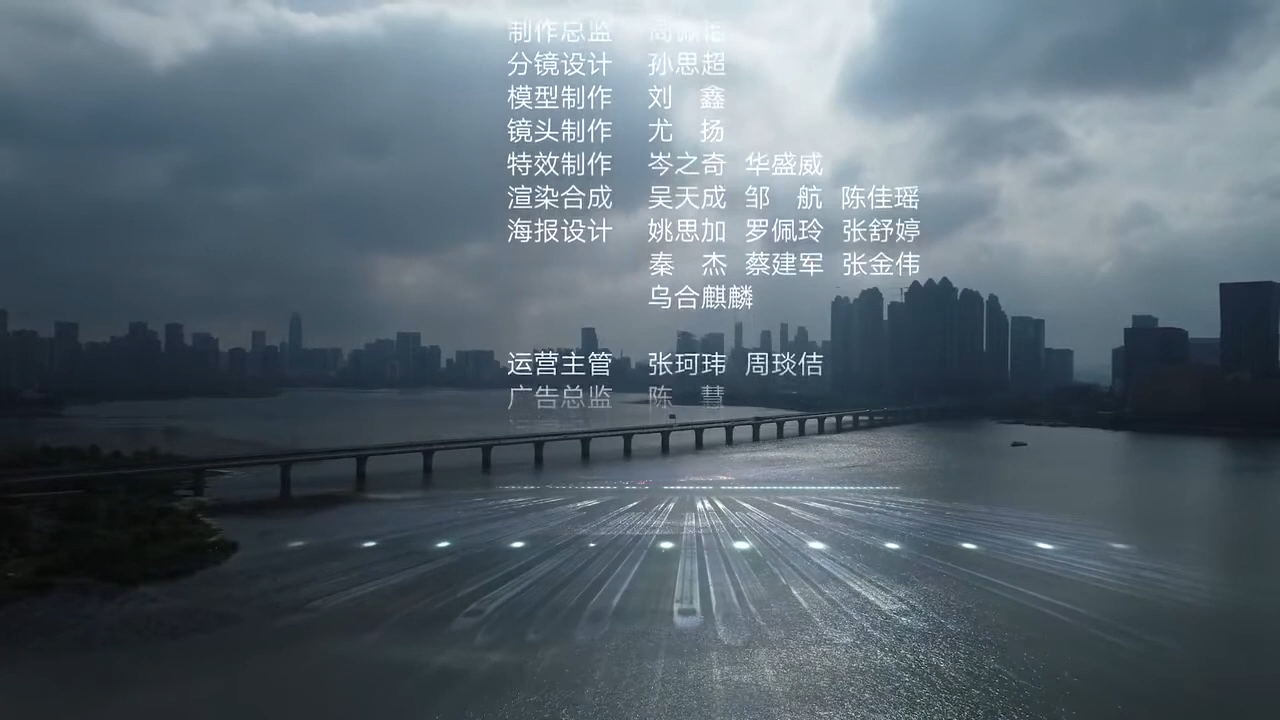 制作总监
分镜设计 孙思超
模型制作 刘 鑫
镜头制作 尤 扬
特效制作 岑之奇 华盛威
渲染合成 吴天成 邹 航 陈佳瑶
海报设计 姚思加 罗佩玲 张舒婷
秦 杰 蔡建军 张金伟
乌合麒麟
运营主管 张珂玮 周琰佶
广告总监 陈 慧